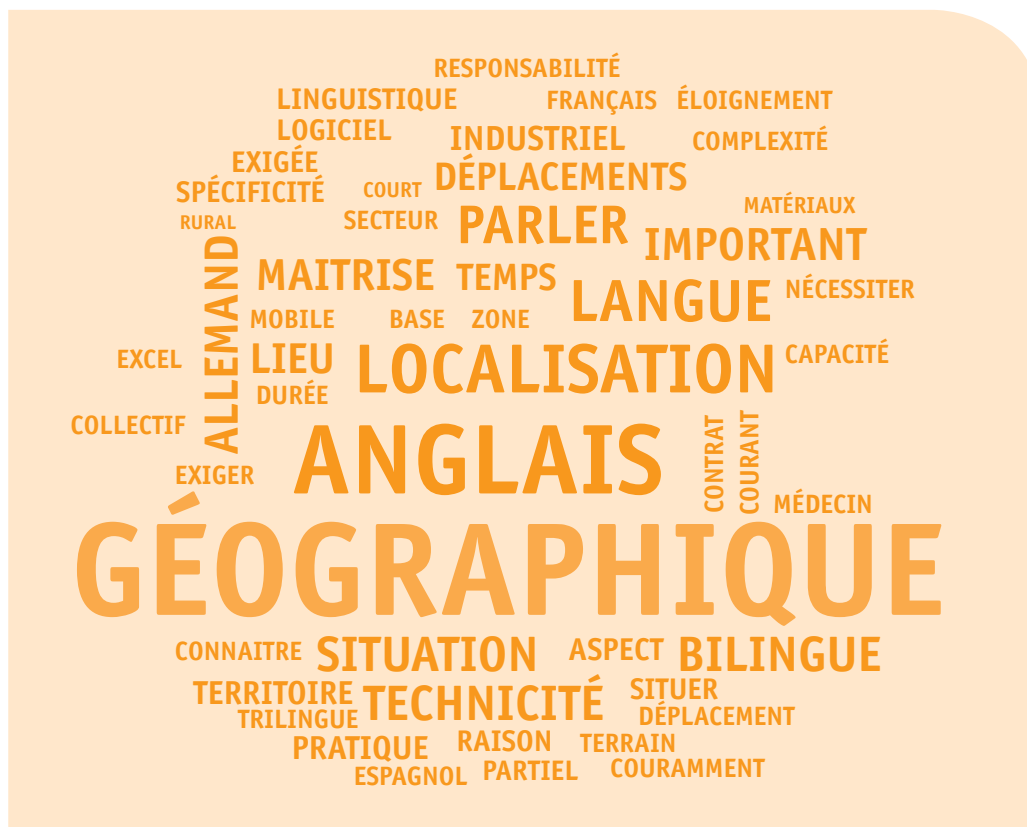 RESPONSABILITÉ
LINGUISTIQUE FRANÇAIS ÉLOIGNEMENT
LOGICIEL INDUSTRIEL COMPLEXITÉ
EXIGÉE DÉPLACEMENTS
SPÉCIFICITÉ COURT
RURAL SECTEUR PARLER MATÉRIAUX
IMPORTANT
ALLEMAND MAITRISE TEMPS LANGUE NÉCESSITER
MOBILE BASE ZONE
EXCEL LIEU LOCALISATION CAPACITÉ
DURÉE
COLLECTIF ANGLAIS CONTRAT COURANT
EXIGER MÉDECIN
GÉOGRAPHIQUE
CONNAITRE SITUATION ASPECT BILINGUE
TERRITOIRE TECHNICITÉ SITUER
TRILINGUE DÉPLACEMENT
PRATIQUE RAISON TERRAIN
ESPAGNOL PARTIEL COURAMMENT